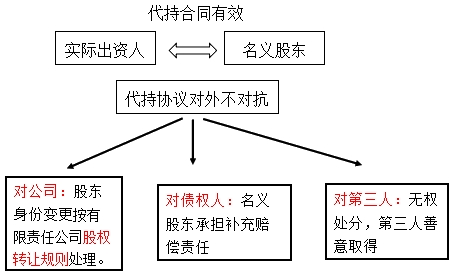 代持合同有效
实际出资人
名义股东
代持协议对外不对抗
对公司：股东
身份变更按有
限责任公司股权
转让规则处理。
对债权人：名义
股东承担补充赔
偿责任
对第三人：无权
处分，第三人善
意取得